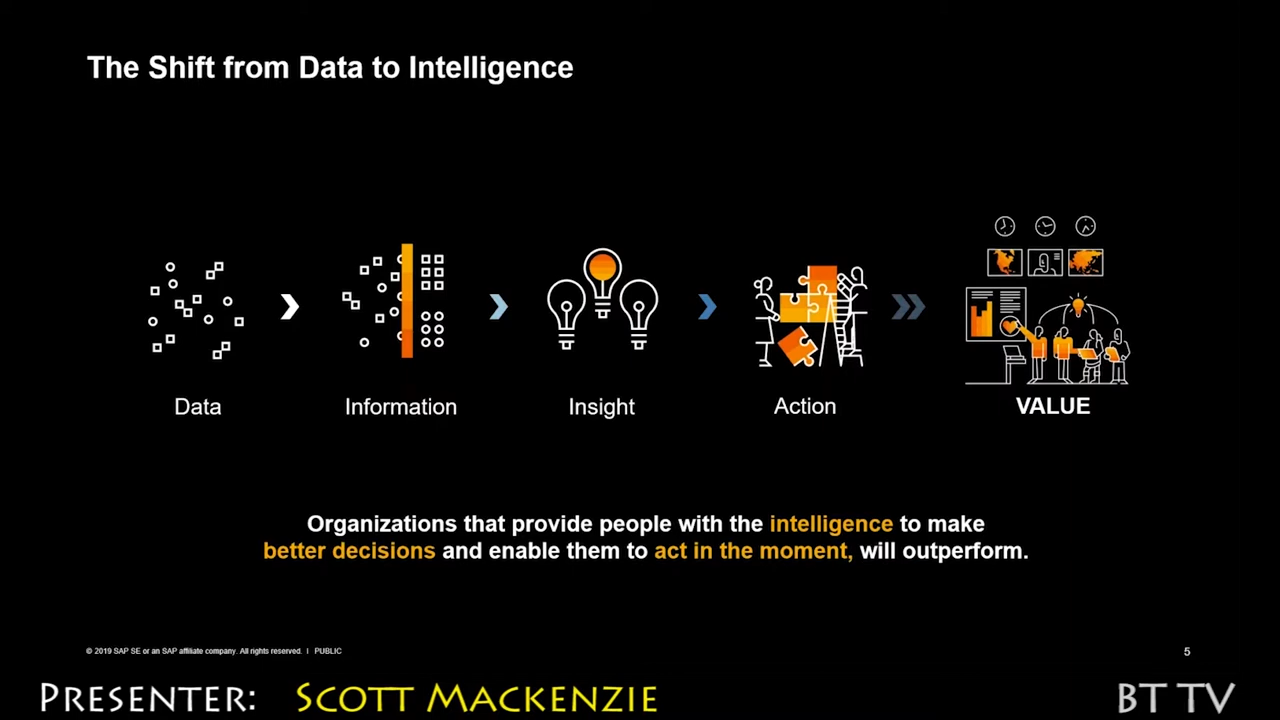 The Shift from Data to Intelligence
Data
Information
Insight
Action
VALUE
Organizations that provide people with the intelligence to make
better decisions and enable them to act in the moment, will outperform.
© 2019 SAP SE or an SAP affiliate company. All rights reserved. I PUBLIC
5
PRESENTER: SCOTT MACKENZIE
BT TV